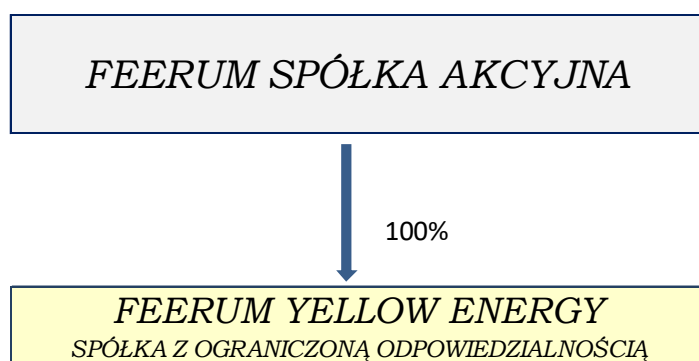 FEERUM SPÓŁKA AKCYJNA
100%
FEERUM YELLOW ENERGY
SPÓŁKA Z OGRANICZONĄ ODPOWIEDZIALNOŚCIĄ